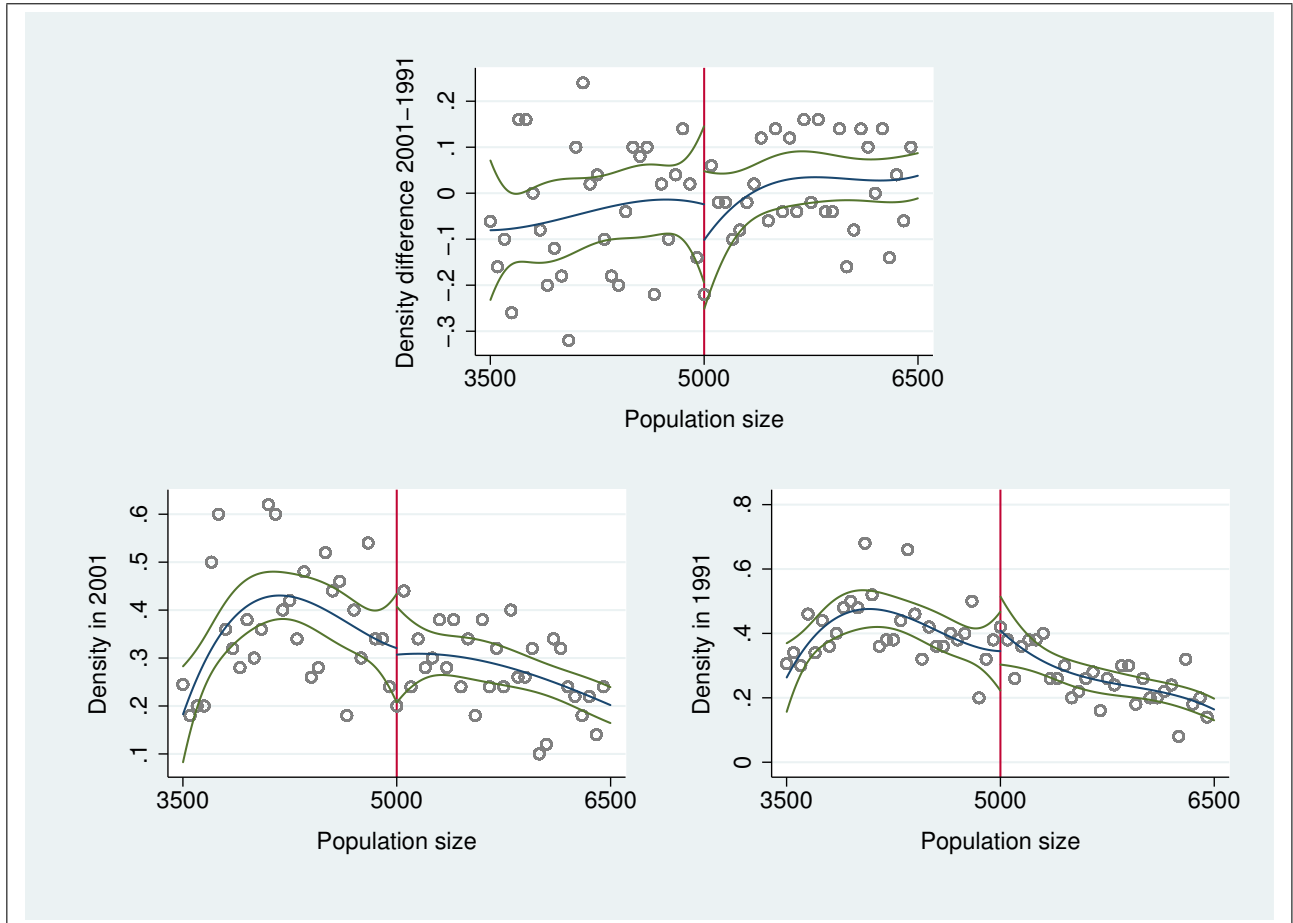 Density difference 2001−1991
.2
.1
0
−.1
−.2
−.3
3500 5000 6500
Population size
Density in 2001
.6
.5
.4
.3
.2
.1
3500 5000 6500
Population size
Density in 1991
.8
.6
.4
.2
0
3500 5000 6500
Population size